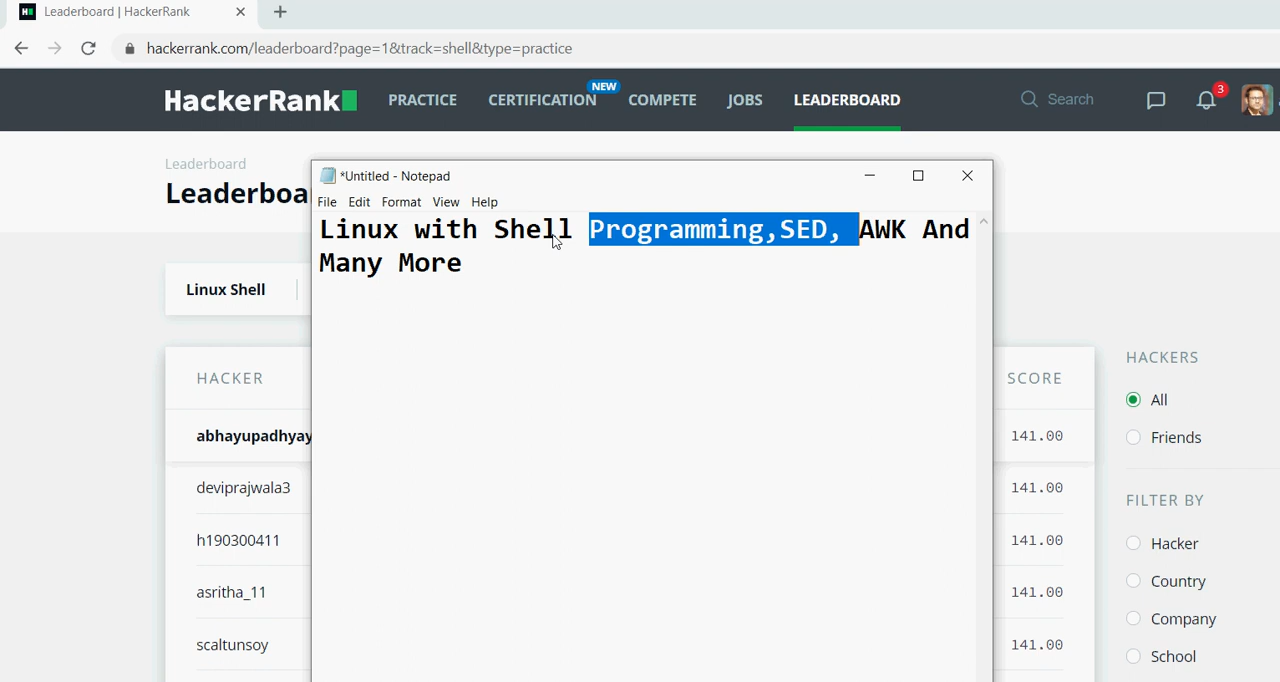 Leaderboard | HackerRank
hackerrank.com/leaderboard?page=1&track=shell&type=practice
HackerRank
PRACTICE
CERTIFICATION
NEW
COMPETE
JOBS
LEADERBOARD
Search
3
Leaderboard
*Untitled - Notepad
File Edit Format View Help
Linux with Shell Programming,SED, AWK And
Many More
Linux Shell
HACKER
SCORE
141.00
deviprajwala3
141.00
h190300411
141.00
asritha_11
141.00
scaltunsoy
141.00
HACKERS
All
Friends
FILTER BY
Hacker
Country
Company
School